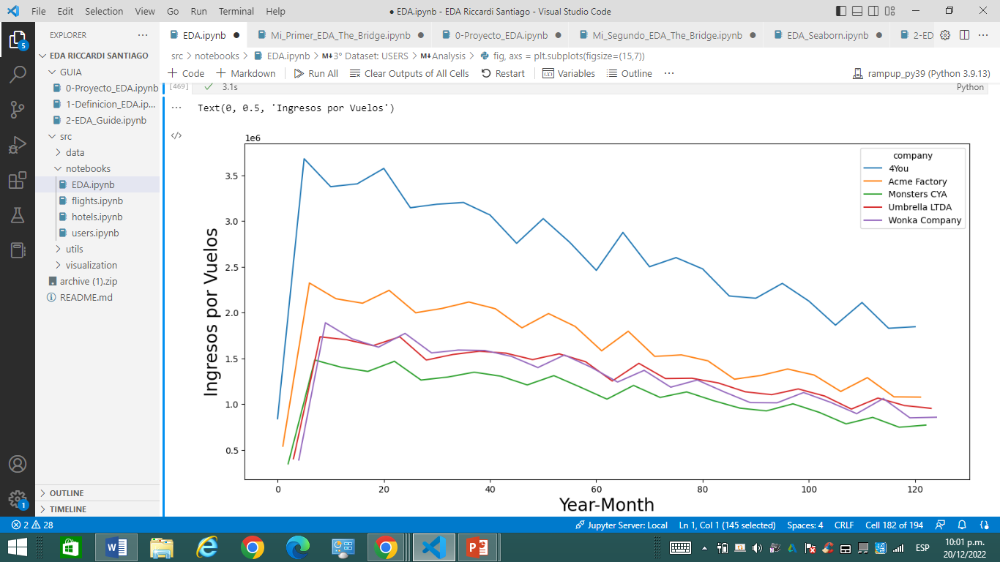 File Edit Selection View Go Run Terminal Help
● EDA.ipynb - EDA Riccardi Santiago - Visual Studio Code
5
EXPLORER ···
EDA.ipynb ●
Mi_Primer_EDA_The_Bridge.ipynb ●
0-Proyecto_EDA.ipynb ●
Mi_Segundo_EDA_The_Bridge.ipynb ●
EDA_Seaborn.ipynb ●
2-ED
EDA RICCARDI SANTIAGO
GUIA
0-Proyecto_EDA.ipynb
1-Definicion_EDA.ip...
2-EDA_Guide.ipynb
src
data
notebooks
EDA.ipynb
flights.ipynb
hotels.ipynb
users.ipynb
utils
visualization
archive (1).zip
README.md
OUTLINE
TIMELINE
1
src > notebooks > EDA.ipynb > M↓3° Dataset: USERS > M↓Analysis > fig, axs = plt.subplots(figsize=(15,7))
+ Code + Markdown Run All Clear Outputs of All Cells Restart Variables Outline ··· rampup_py39 (Python 3.9.13)
[469] ✓ 3.1s Python
··· Text(0, 0.5, 'Ingresos por Vuelos')
</>
1e6
3.5
3.0
2.5
2.0
1.5
1.0
0.5
Ingresos por Vuelos
company
4You
Acme Factory
Monsters CYA
Umbrella LTDA
Wonka Company
0 20 40 60 80 100 120
Year-Month
2 28 Jupyter Server: Local Ln 1, Col 1 (145 selected) Spaces: 4 CRLF Cell 182 of 194
ESP
10:01 p.m.
20/12/2022